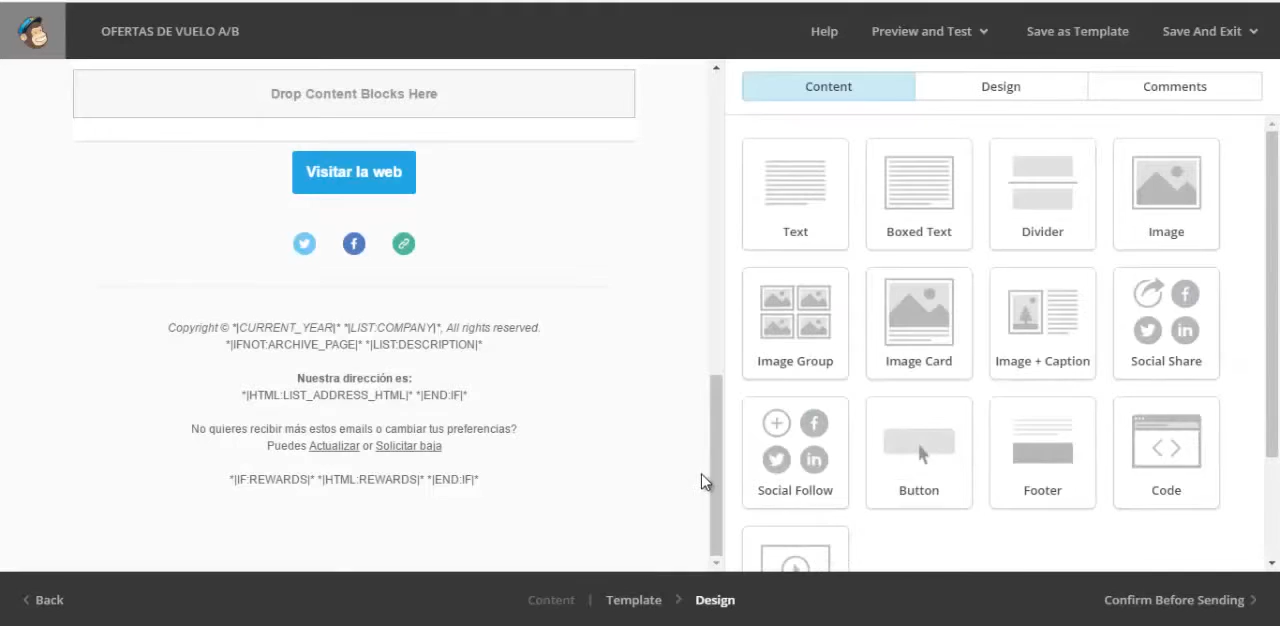 OFERTAS DE VUELO A/B
Help
Preview and Test
Save as Template
Save And Exit
Drop Content Blocks Here
Visitar la web
Copyright © *|CURRENT_YEAR|* *|LIST:COMPANY|*, All rights reserved.
*|IFNOT:ARCHIVE_PAGE|* *|LIST:DESCRIPTION|*
Nuestra dirección es:
*|HTML:LIST_ADDRESS_HTML|* *|END:IF|*
No quieres recibir más estos emails o cambiar tus preferencias?
Puedes Actualizar or Solicitar baja
*|IF:REWARDS|* *|HTML:REWARDS|* *|END:IF|*
Content
Design
Comments
Text
Boxed Text
Divider
Image
Image Group
Image Card
Image + Caption
Social Share
Social Follow
Button
Footer
Code
Back
Content | Template > Design
Confirm Before Sending